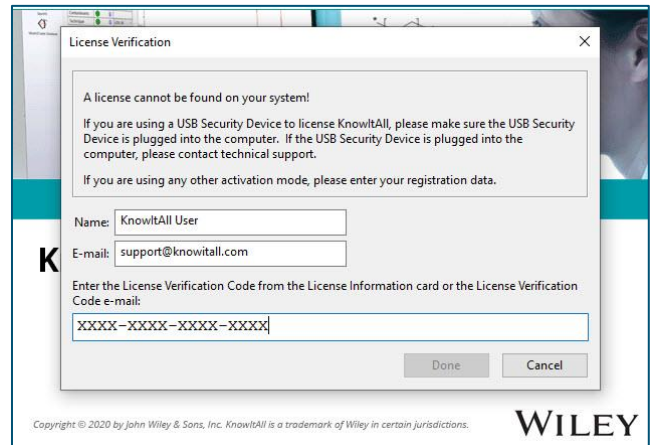 License Verification
A license cannot be found on your system!
If you are using a USB Security Device to license KnowItAll, please make sure the USB Security
Device is plugged into the computer. If the USB Security Device is plugged into the
computer, please contact technical support.
If you are using any other activation mode, please enter your registration data.
Name: KnowItAll User
E-mail: support@knowitall.com
K
Enter the License Verification Code from the License Information card or the License Verification
Code e-mail:
XXXX-XXXX-XXXX-XXXX
Done Cancel
Copyright © 2020 by John Wiley & Sons, Inc. KnowItAll is a trademark of Wiley in certain jurisdictions.
WILEY